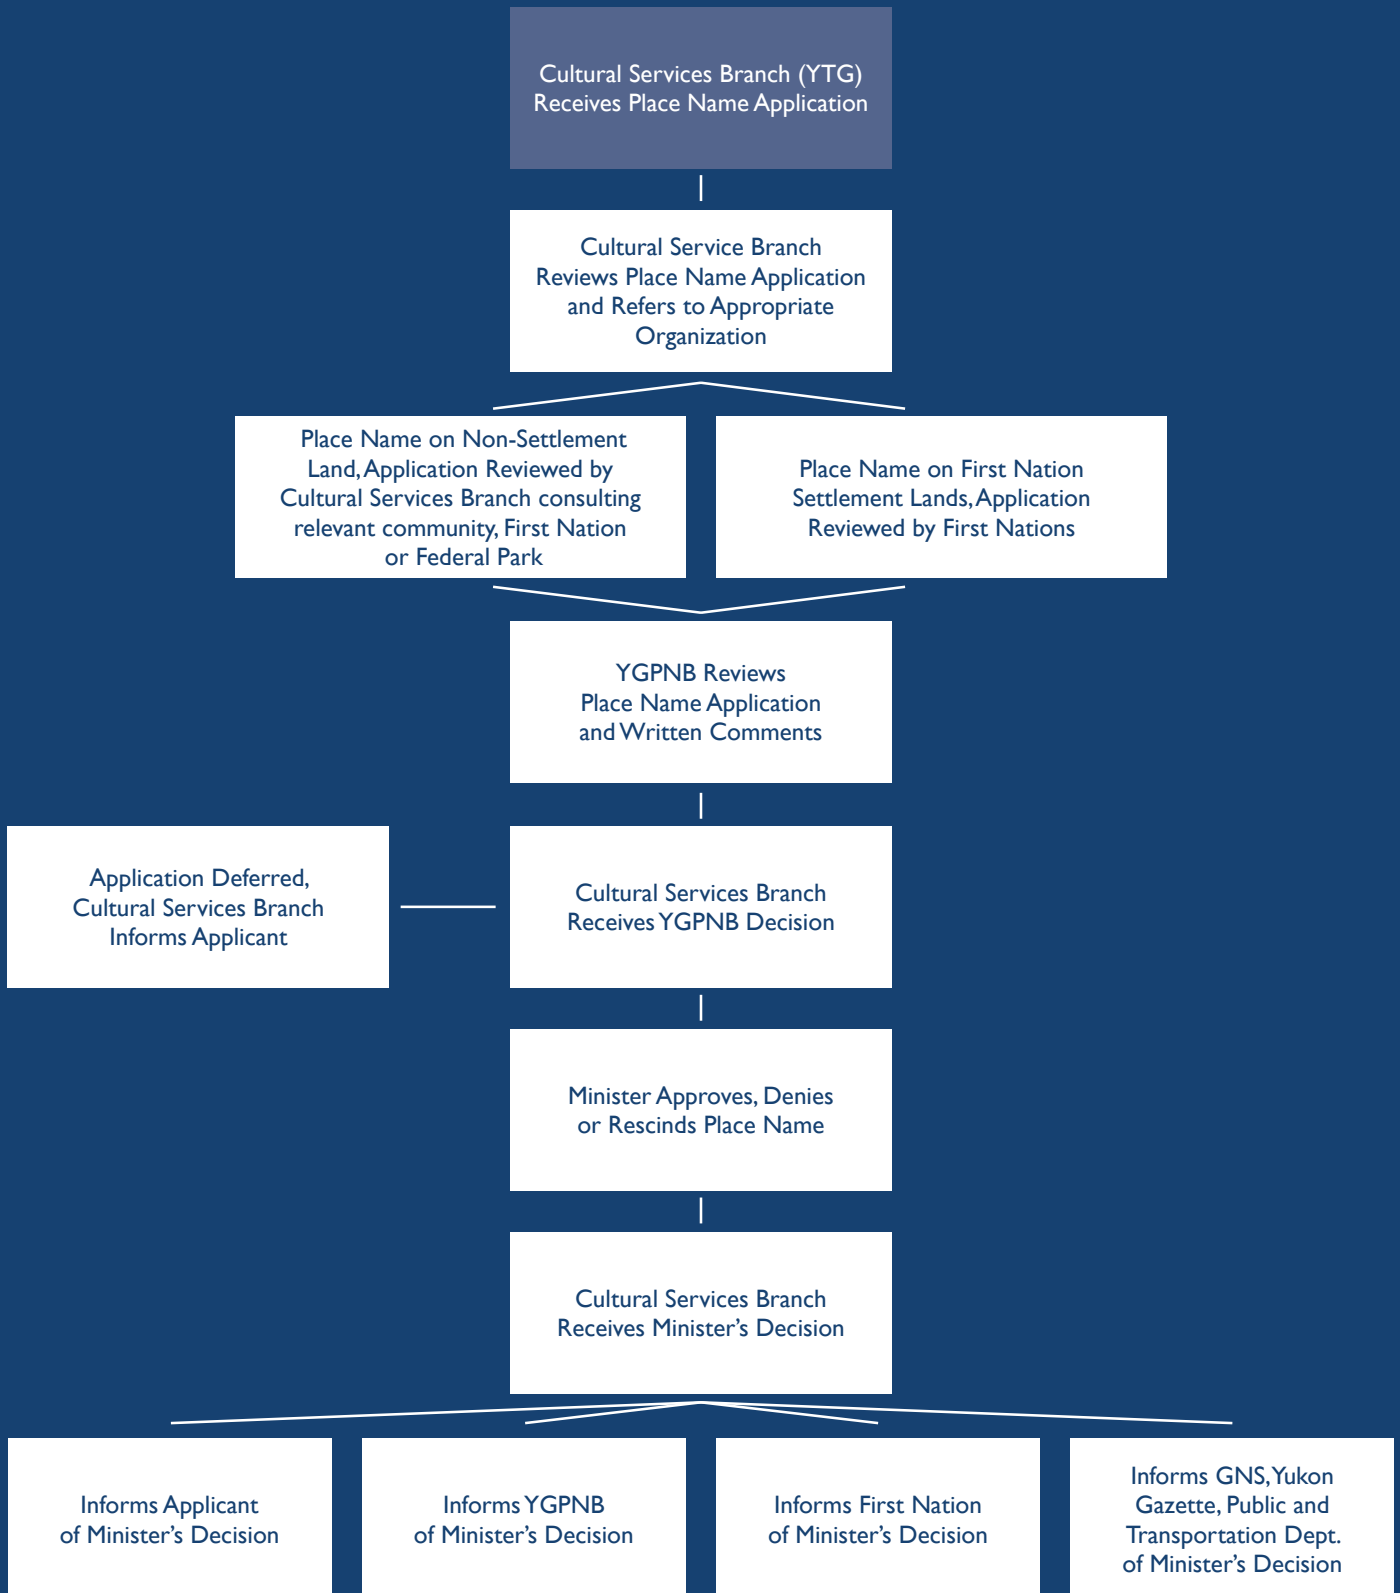 Cultural Services Branch (YTG)
Receives Place Name Application
Cultural Service Branch
Reviews Place Name Application
and Refers to Appropriate
Organization
Place Name on Non-Settlement
Land, Application Reviewed by
Cultural Services Branch consulting
relevant community, First Nation
or Federal Park
Place Name on First Nation
Settlement Lands, Application
Reviewed by First Nations
YGPNB Reviews
Place Name Application
and Written Comments
Application Deferred,
Cultural Services Branch
Informs Applicant
Cultural Services Branch
Receives YGPNB Decision
Minister Approves, Denies
or Rescinds Place Name
Cultural Services Branch
Receives Minister’s Decision
Informs Applicant
of Minister’s Decision
Informs YGPNB
of Minister’s Decision
Informs First Nation
of Minister’s Decision
Informs GNS, Yukon
Gazette, Public and
Transportation Dept.
of Minister’s Decision